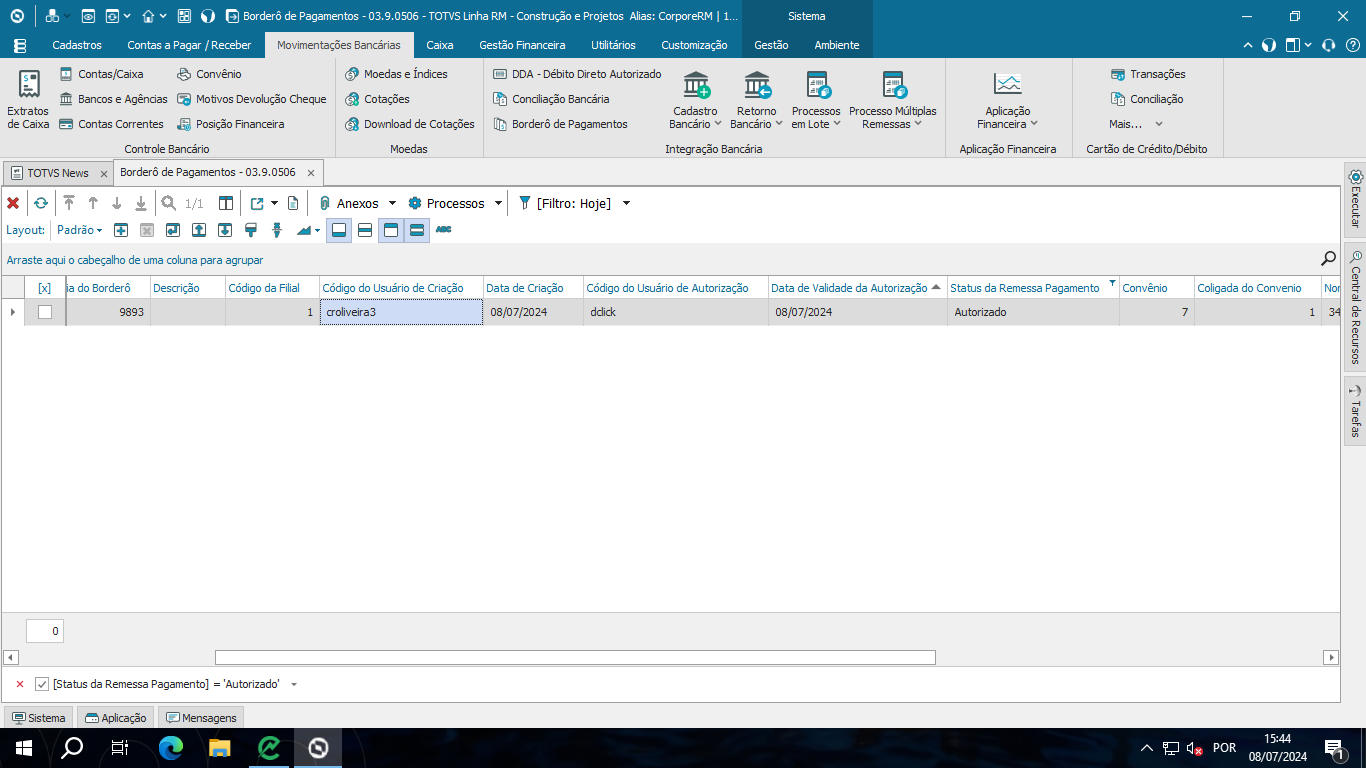 Borderô de Pagamentos - 03.9.0506 - TOTVS Linha RM - Construção e Projetos Alias: CorporeRM | 1...
Sistema
Cadastros
Contas a Pagar / Receber
Movimentações Bancárias
Caixa
Gestão Financeira
Utilitários
Customização
Gestão
Ambiente
Extratos de Caixa
Contas/Caixa
Bancos e Agências
Contas Correntes
Convênio
Motivos Devolução Cheque
Posição Financeira
Controle Bancário
Moedas e Índices
Cotações
Download de Cotações
Moedas
DDA - Débito Direto Autorizado
Conciliação Bancária
Borderô de Pagamentos
Cadastro Bancário
Retorno Bancário
Processos em Lote
Processo Múltiplas Remessas
Integração Bancária
Aplicação Financeira
Aplicação Financeira
Transações
Conciliação
Mais...
Cartão de Crédito/Débito
TOTVS News
Borderô de Pagamentos - 03.9.0506
1/1
Anexos
Processos
[Filtro: Hoje]
Layout:
Padrão
ABC
Arraste aqui o cabeçalho de uma coluna para agrupar
[x]
ia do Borderô
Descrição
Código da Filial
Código do Usuário de Criação
Data de Criação
Código do Usuário de Autorização
Data de Validade da Autorização
Status da Remessa Pagamento
Convênio
Coligada do Convenio
Nor
9893
1
croliveira3
08/07/2024
dclick
08/07/2024
Autorizado
7
1
34
0
[Status da Remessa Pagamento] = 'Autorizado'
Executar
Central de Recursos
Tarefas
Sistema
Aplicação
Mensagens
POR
15:44
08/07/2024
1